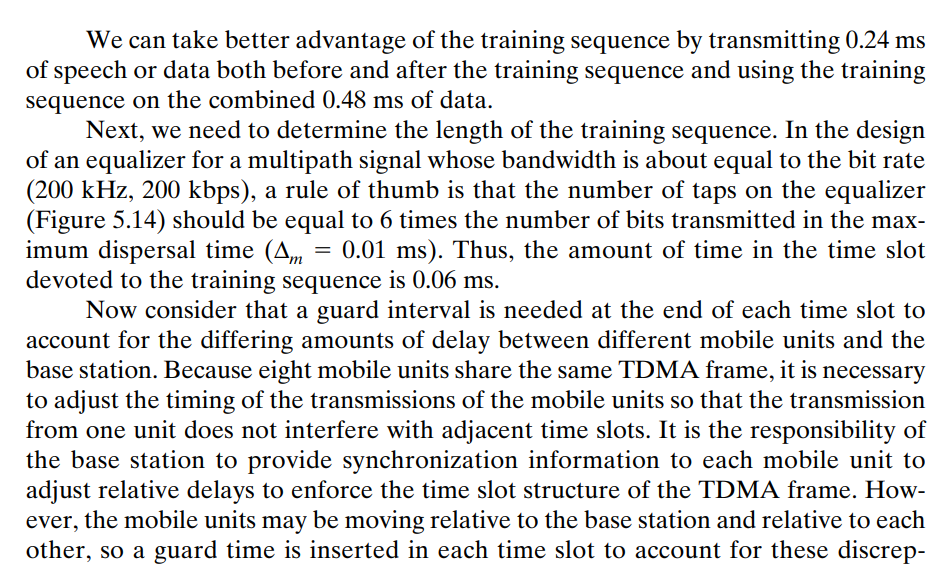 We can take better advantage of the training sequence by transmitting 0.24 ms
of speech or data both before and after the training sequence and using the training
sequence on the combined 0.48 ms of data.
Next, we need to determine the length of the training sequence. In the design
of an equalizer for a multipath signal whose bandwidth is about equal to the bit rate
(200 kHz, 200 kbps), a rule of thumb is that the number of taps on the equalizer
(Figure 5.14) should be equal to 6 times the number of bits transmitted in the max-
imum dispersal time (Δₘ = 0.01 ms). Thus, the amount of time in the time slot
devoted to the training sequence is 0.06 ms.
Now consider that a guard interval is needed at the end of each time slot to
account for the differing amounts of delay between different mobile units and the
base station. Because eight mobile units share the same TDMA frame, it is necessary
to adjust the timing of the transmissions of the mobile units so that the transmission
from one unit does not interfere with adjacent time slots. It is the responsibility of
the base station to provide synchronization information to each mobile unit to
adjust relative delays to enforce the time slot structure of the TDMA frame. How-
ever, the mobile units may be moving relative to the base station and relative to each
other, so a guard time is inserted in each time slot to account for these discrep-